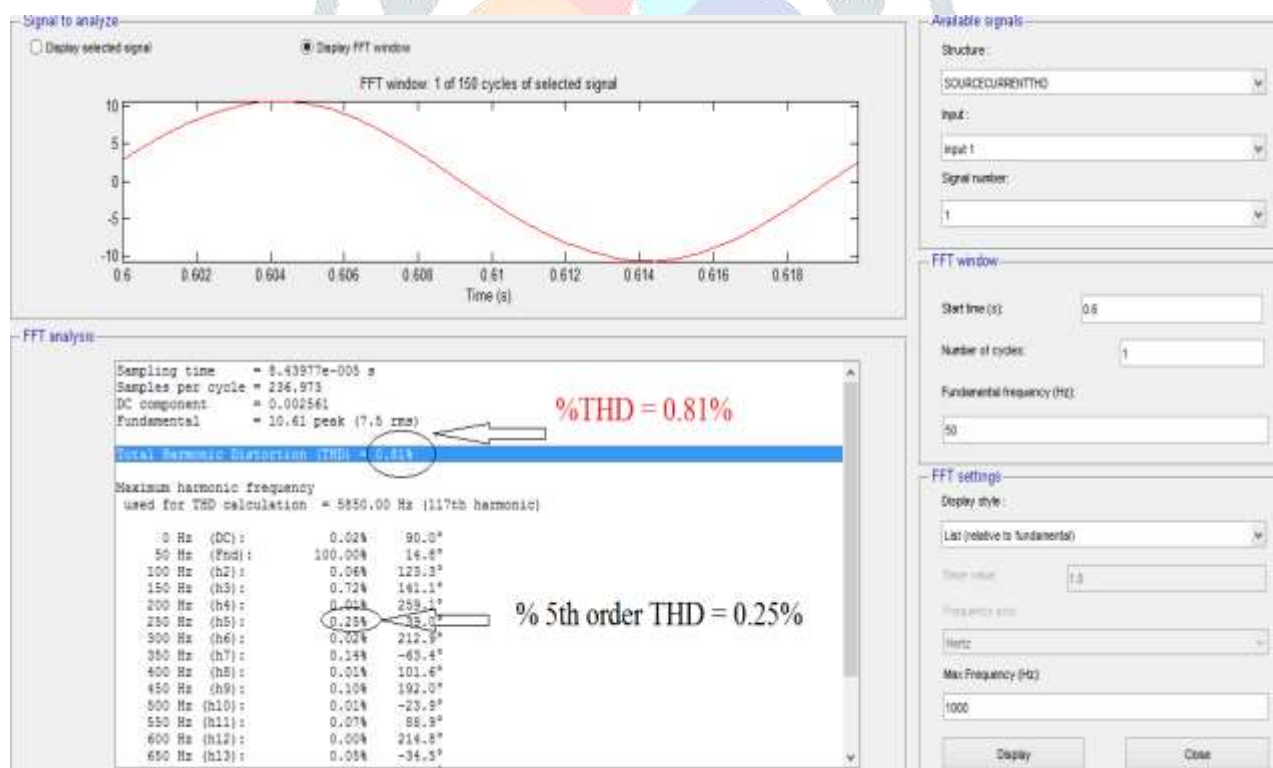 Signal to analyze
Display selected signal
Display FFT window
FFT window: 1 of 150 cycles of selected signal
10
5
0
-5
-10
0.6 0.602 0.604 0.606 0.608 0.61 0.612 0.614 0.616 0.618
Time (s)
FFT analysis
Sampling time = 8.43977e-005 s
Samples per cycle = 236.973
DC component = 0.002561
Fundamental = 10.61 peak (7.5 rms)
Total Harmonic Distortion (THD) = 0.81%
%THD = 0.81%
Maximum harmonic frequency
used for THD calculation = 5850.00 Hz (117th harmonic)
0 Hz (DC): 0.02% 90.0°
50 Hz (Fnd): 100.00% 14.8°
100 Hz (h2): 0.06% 123.3°
150 Hz (h3): 0.72% 141.1°
200 Hz (h4): 0.01% 259.1°
250 Hz (h5): 0.25%
% 5th order THD = 0.25%
300 Hz (h6): 0.02% 212.9°
350 Hz (h7): 0.14% -63.4°
400 Hz (h8): 0.01% 101.6°
450 Hz (h9): 0.10% 192.0°
500 Hz (h10): 0.01% -23.9°
550 Hz (h11): 0.07% 88.9°
600 Hz (h12): 0.00% 214.8°
650 Hz (h13): 0.05% -34.5°
Available signals
Structure :
SOURCECURRENTTHD
Input :
input 1
Signal number:
1
FFT window
Start time (s): 0.6
Number of cycles: 1
Fundamental frequency (Hz):
50
FFT settings
Display style :
List (relative to fundamental)
Base value: 1.0
Frequency axis:
Hertz
Max Frequency (Hz):
1000
Display
Close